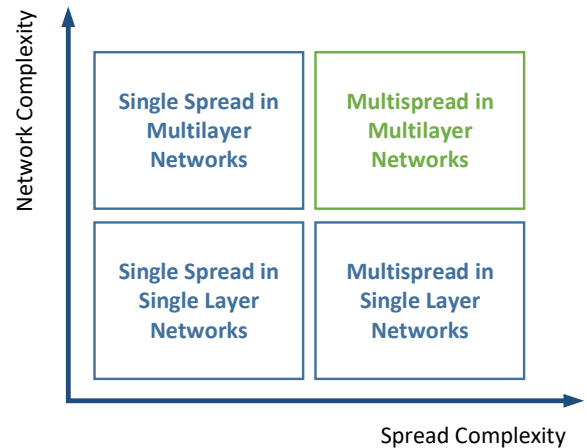 Network Complexity
Single Spread in
Multilayer
Networks
Multispread in
Multilayer
Networks
Single Spread in
Single Layer
Networks
Multispread in
Single Layer
Networks
Spread Complexity